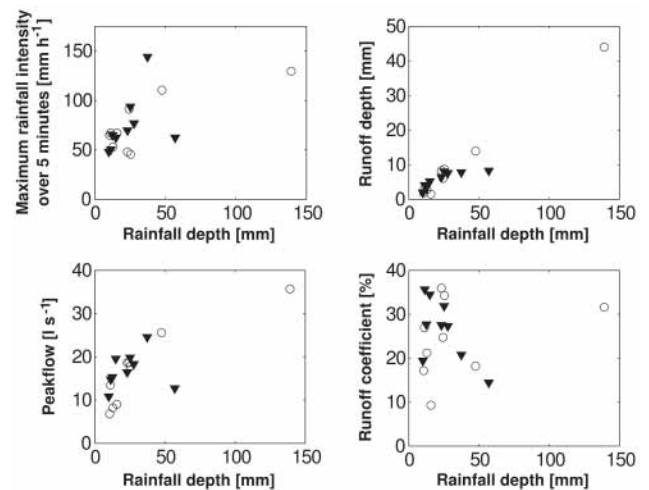 Maximum rainfall intensity
over 5 minutes [mm h⁻¹]
150
100
50
0
0 50 100 150
Rainfall depth [mm]
Runoff depth [mm]
50
40
30
20
10
0
0 50 100 150
Rainfall depth [mm]
Peakflow [l s⁻¹]
40
30
20
10
0
0 50 100 150
Rainfall depth [mm]
Runoff coefficient [%]
40
30
20
10
0
0 50 100 150
Rainfall depth [mm]